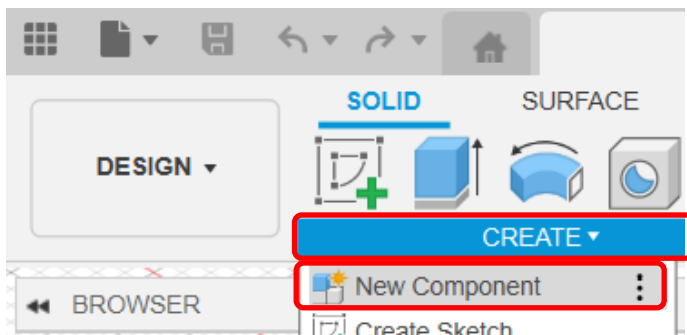 SOLID SURFACE
DESIGN
CREATE
New Component
BROWSER
Create Sketch